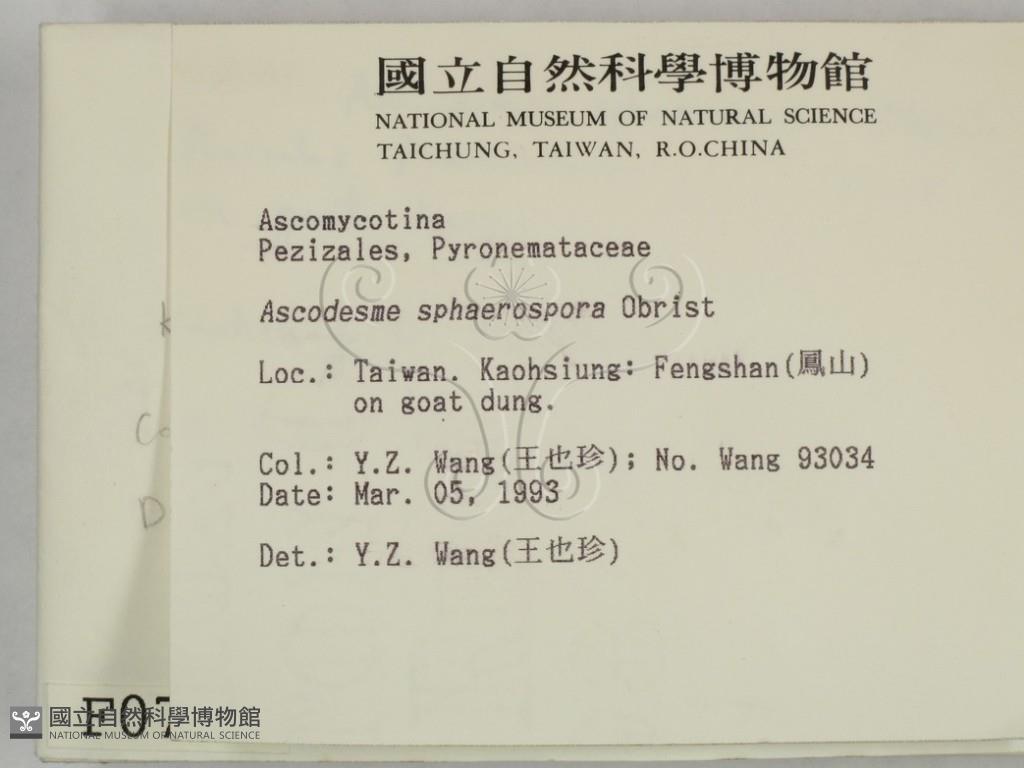 國立自然科學博物館
NATIONAL MUSEUM OF NATURAL SCIENCE
TAICHUNG, TAIWAN, R.O.CHINA
Ascomycotina
Pezizales, Pyronemataceae
Ascodesme sphaerospora Obrist
Loc.: Taiwan. Kaohsiung: Fengshan(鳳山)
on goat dung.
Col.: Y.Z. Wang(王也珍); No. Wang 93034
Date: Mar. 05, 1993
Det.: Y.Z. Wang(王也珍)
F07
國立自然科學博物館
NATIONAL MUSEUM OF NATURAL SCIENCE